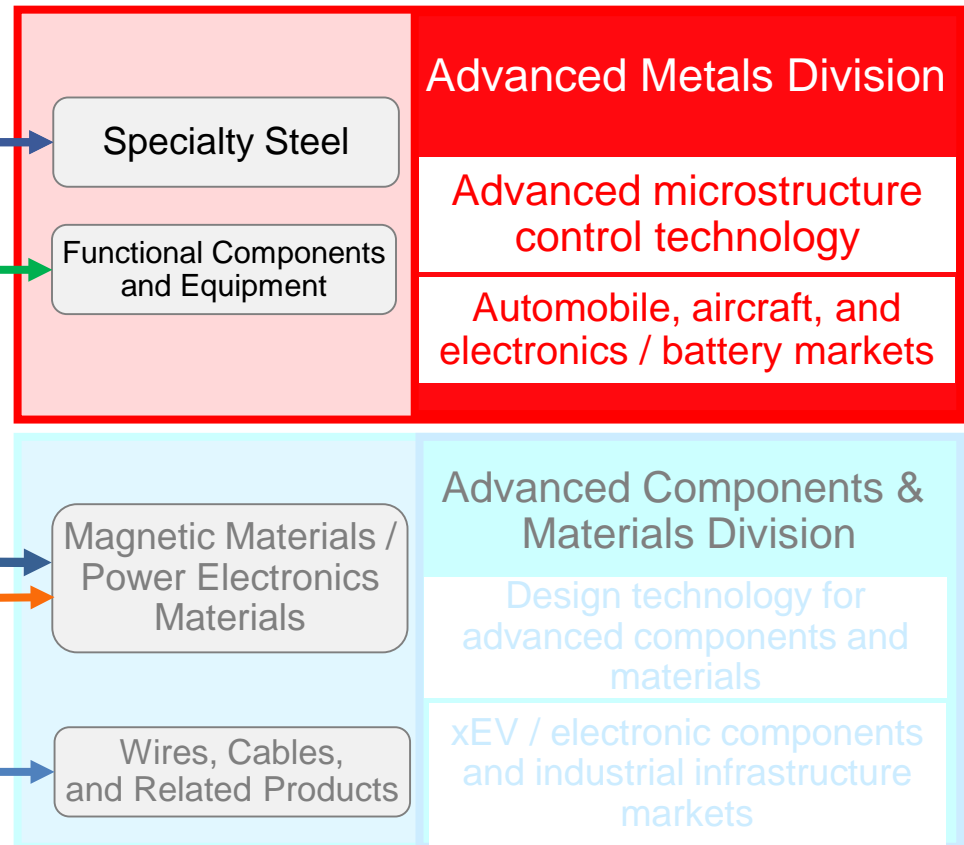 Advanced Metals Division
Specialty Steel
Advanced microstructure
control technology
Functional Components
and Equipment
Automobile, aircraft, and
electronics / battery markets
Advanced Components &
Materials Division
Magnetic Materials /
Power Electronics
Materials
Design technology for
advanced components and
materials
Wires, Cables,
and Related Products
xEV / electronic components
and industrial infrastructure
markets